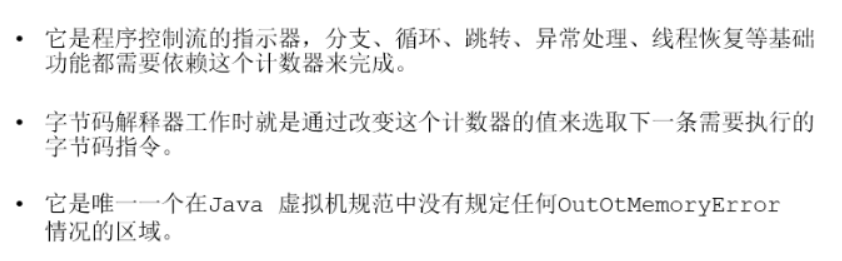 • 它是程序控制流的指示器，分支、循环、跳转、异常处理、线程恢复等基础
功能都需要依赖这个计数器来完成。
• 字节码解释器工作时就是通过改变这个计数器的值来选取下一条需要执行的
字节码指令。
• 它是唯一一个在Java 虚拟机规范中没有规定任何OutOtMemoryError
情况的区域。